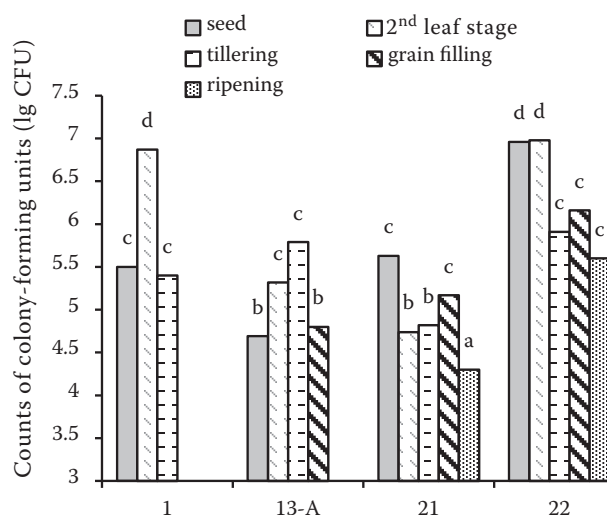 seed
2nd leaf stage
tillering
grain filling
ripening
Counts of colony-forming units (lg CFU)
7.5
7
6.5
6
5.5
5
4.5
4
3.5
3
c d c
b c c b
c b b c a
d d c c c
1 13-A 21 22